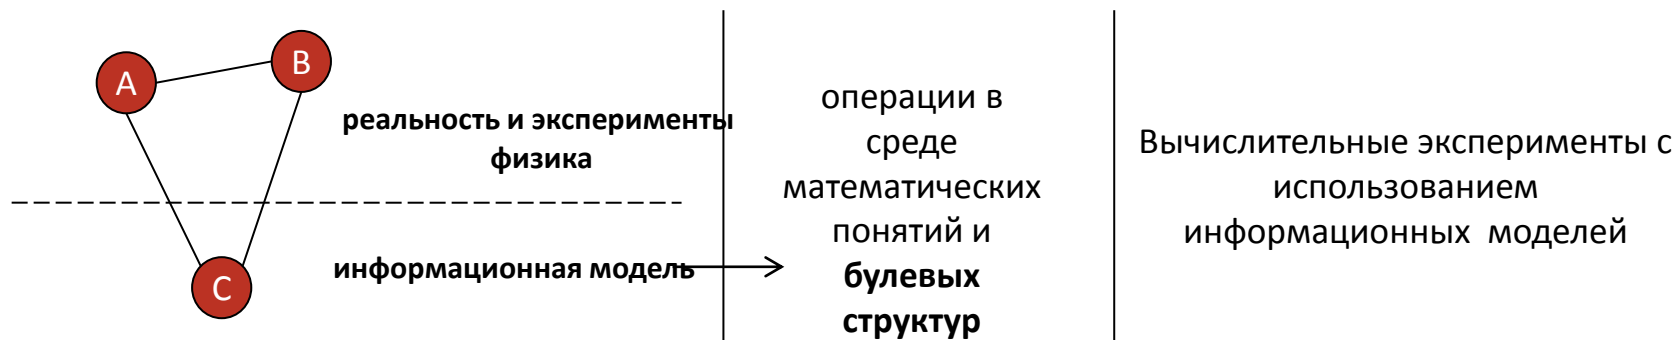 A
B
C
реальность и эксперименты
физика
информационная модель
операции в
среде
математических
понятий и
булевых
структур
Вычислительные эксперименты с
использованием
информационных моделей